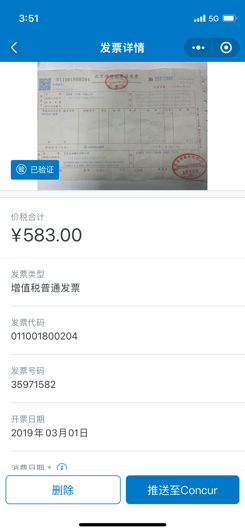 3:51
5G
发票详情
011001800204
已验证
价税合计
¥583.00
发票类型
增值税普通发票
发票代码
011001800204
发票号码
35971582
开票日期
2019年03月01日
消费日期 *
删除
推送至Concur